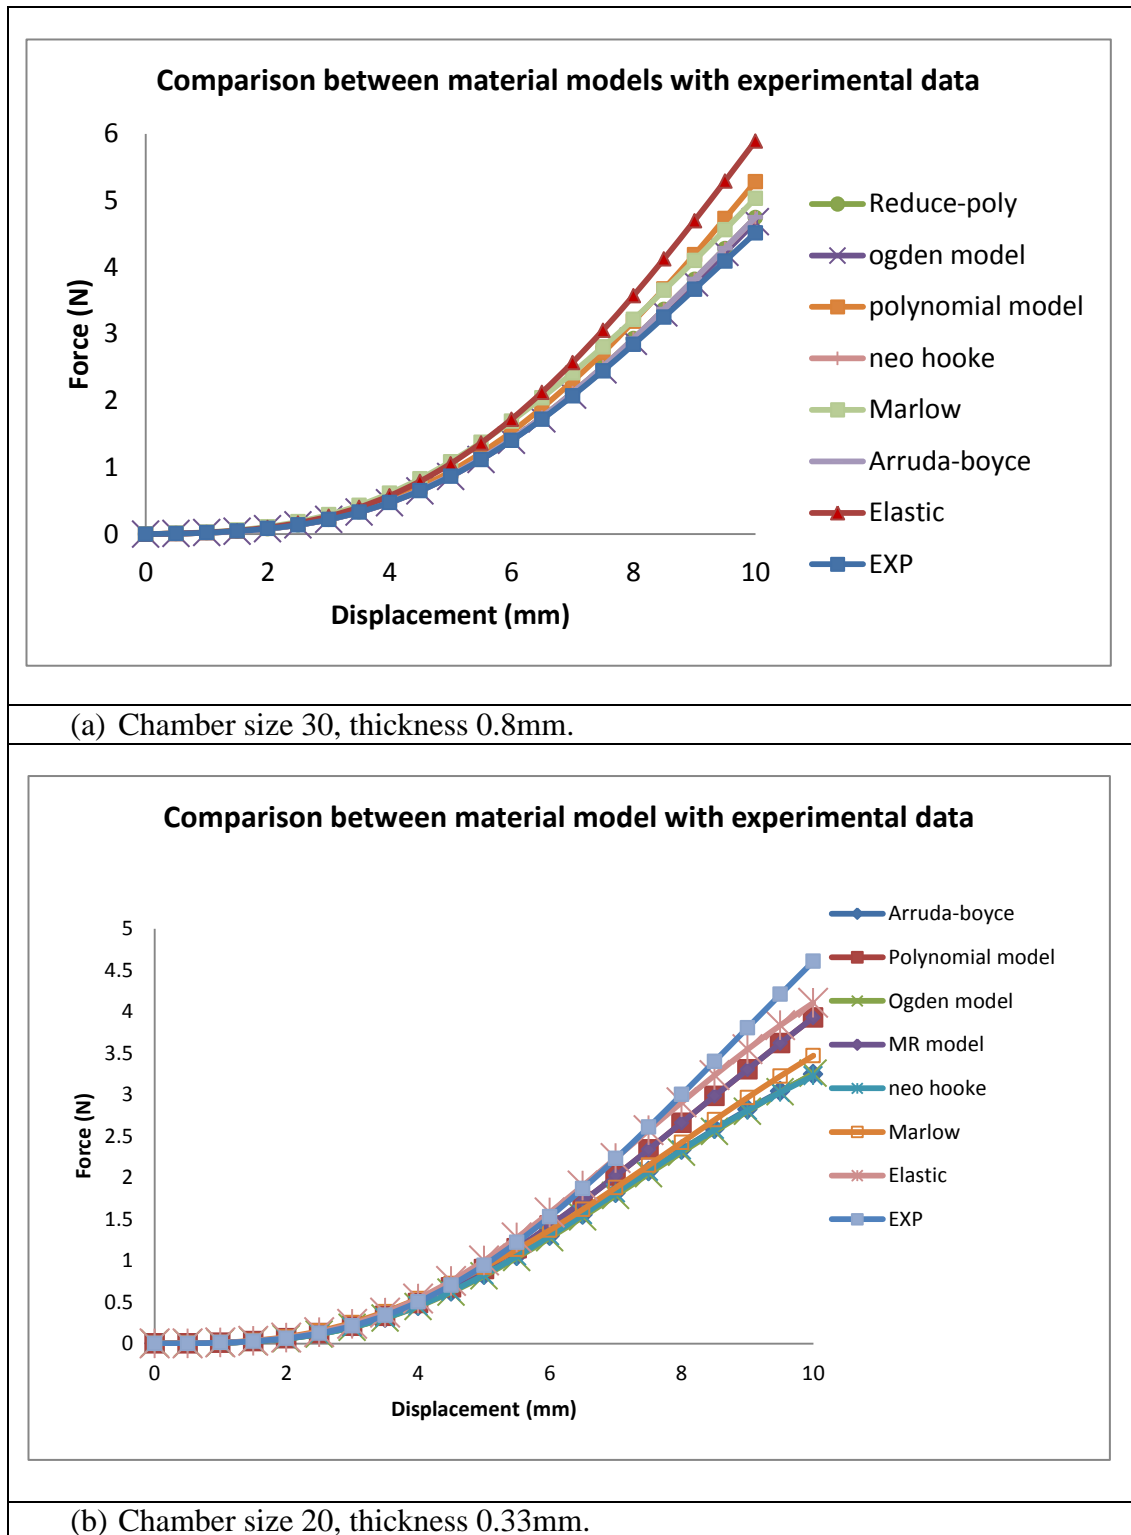 Comparison between material models with experimental data
6
5
4
3
2
1
0
Force (N)
0 2 4 6 8 10
Displacement (mm)
Reduce-poly
ogden model
polynomial model
neo hooke
Marlow
Arruda-boyce
Elastic
EXP
(a) Chamber size 30, thickness 0.8mm.
Comparison between material model with experimental data
5
4.5
4
3.5
3
2.5
2
1.5
1
0.5
0
Force (N)
0 2 4 6 8 10
Displacement (mm)
Arruda-boyce
Polynomial model
Ogden model
MR model
neo hooke
Marlow
Elastic
EXP
(b) Chamber size 20, thickness 0.33mm.